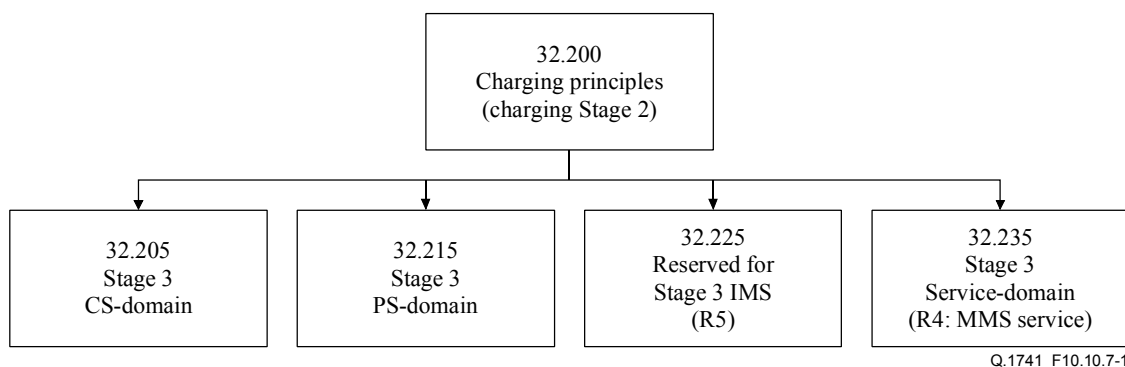 32.200
Charging principles
(charging Stage 2)
32.205
Stage 3
CS-domain
32.215
Stage 3
PS-domain
32.225
Reserved for
Stage 3 IMS
(R5)
32.235
Stage 3
Service-domain
(R4: MMS service)
Q.1741_F10.10.7-1